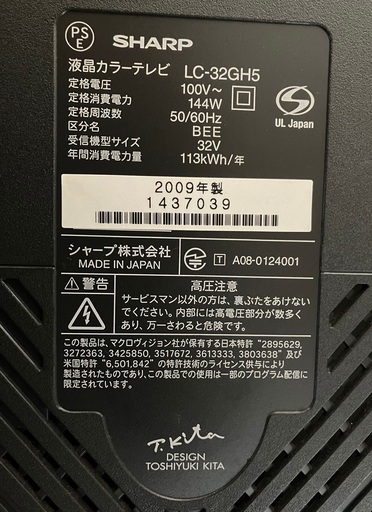 PS
E
SHARP
液晶カラーテレビ LC-32GH5
定格電圧 100V～
定格消費電力 144W
定格周波数 50/60Hz
区分名 BEE
受信機型サイズ 32V
年間消費電力量 113kWh/年
UL Japan
2009年製
1437039
シャープ株式会社
MADE IN JAPAN
T A08-0124001
警告
高圧注意
サービスマン以外の方は、裏ぶたをあけない
でください。内部には高電圧部分が数多く
あり、万一さわると危険です。
この製品は、マクロヴィジョン社が所有する日本特許 "2895629,
3272363, 3425850, 3517672, 3613333, 3803638" 及び
米国特許 "6,501,842" の特許技術のライセンス供与により
製造されました。この製品での使用は一部のプログラム配信に
限定されます。
T.Kita
DESIGN
TOSHIYUKI KITA